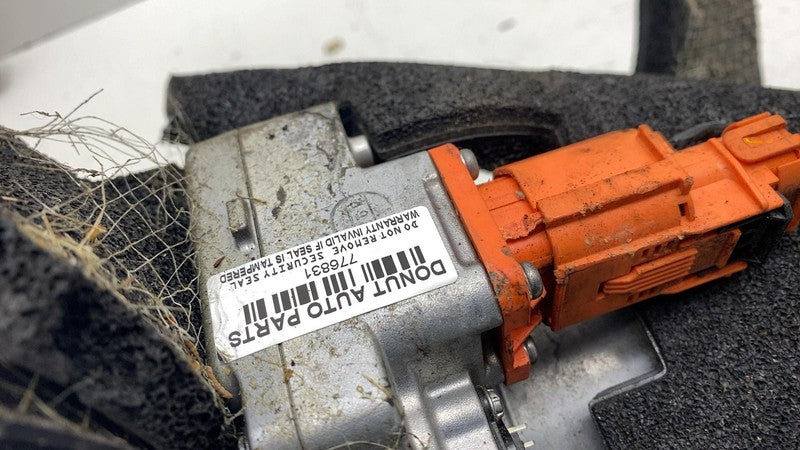 DONUT AUTO PARTS
776831
DO NOT REMOVE SECURITY SEAL
WARRANTY INVALID IF SEAL IS TAMPERED